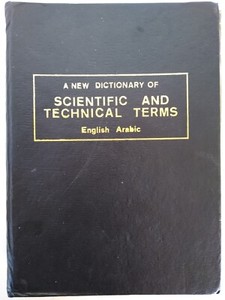 A NEW DICTIONARY OF
SCIENTIFIC AND
TECHNICAL TERMS
English Arabic